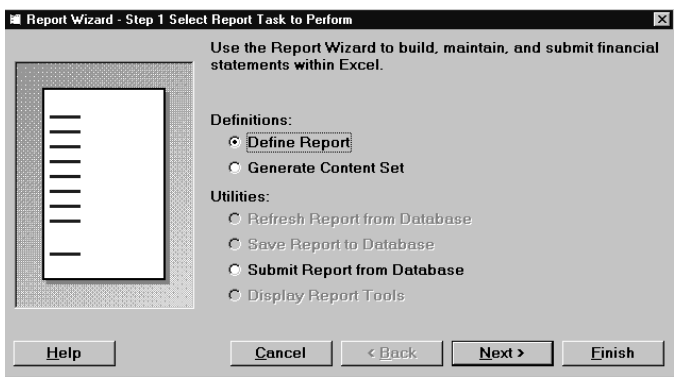 Report Wizard - Step 1 Select Report Task to Perform
Use the Report Wizard to build, maintain, and submit financial
statements within Excel.
Definitions:
Define Report
Generate Content Set
Utilities:
Refresh Report from Database
Save Report to Database
Submit Report from Database
Display Report Tools
Help Cancel < Back Next > Finish